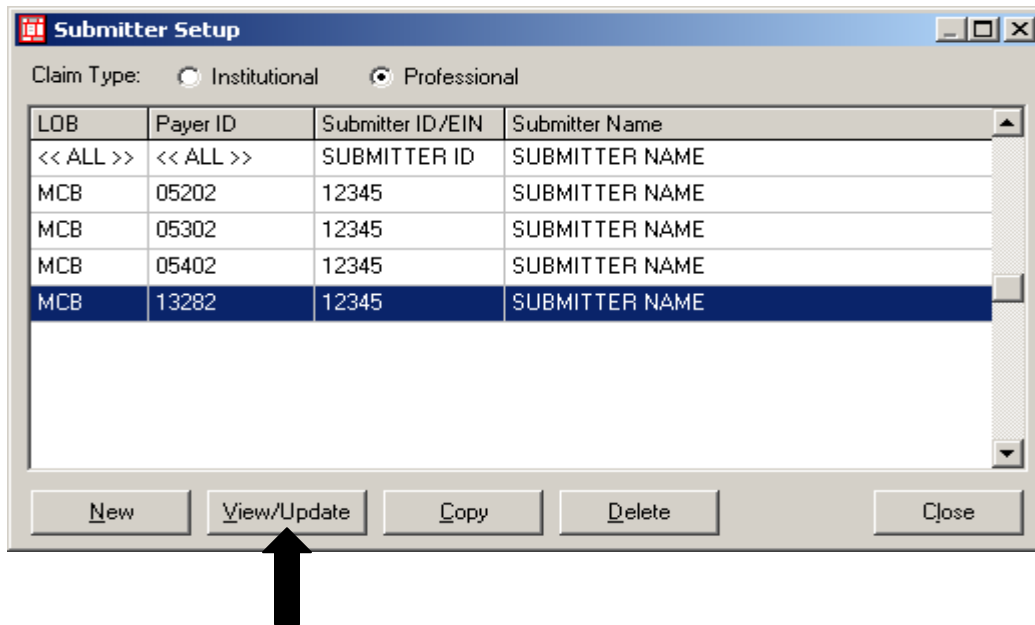 Submitter Setup
Claim Type: Institutional Professional
LOB Payer ID Submitter ID/EIN Submitter Name
<< ALL >> << ALL >> SUBMITTER ID SUBMITTER NAME
MCB 05202 12345 SUBMITTER NAME
MCB 05302 12345 SUBMITTER NAME
MCB 05402 12345 SUBMITTER NAME
MCB 13282 12345 SUBMITTER NAME
New View/Update Copy Delete Close